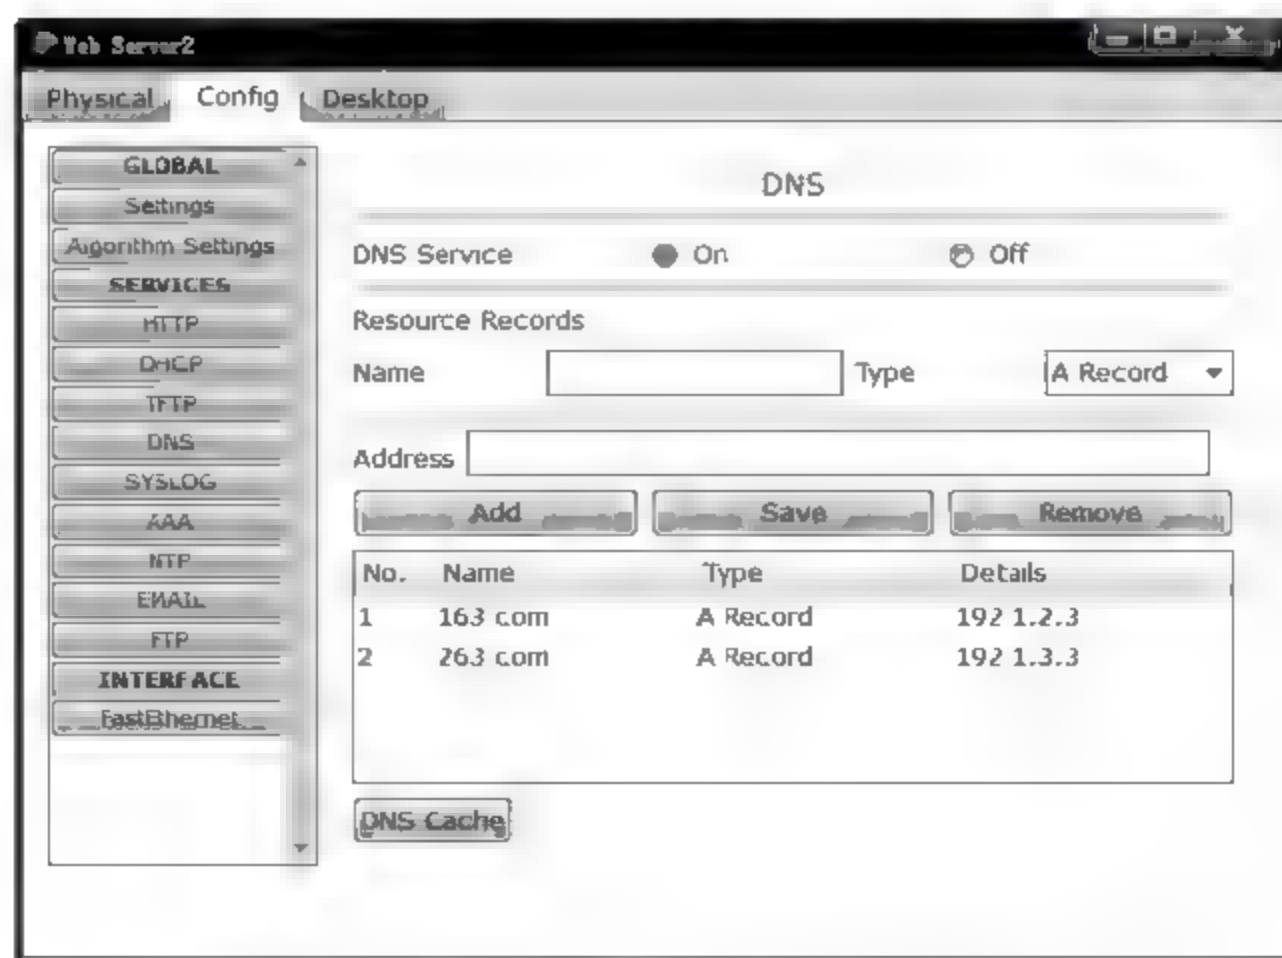 Web Server2
Physical Config Desktop
GLOBAL
Settings
Algorithm Settings
SERVICES
HTTP
DHCP
TFTP
DNS
SYSLOG
AAA
NTP
EMAIL
FTP
INTERFACE
FastEthernet
DNS
DNS Service On Off
Resource Records
Name Type A Record
Address
Add Save Remove
No. Name Type Details
1 163 com A Record 192 1.2.3
2 263 com A Record 192 1.3.3
DNS Cache